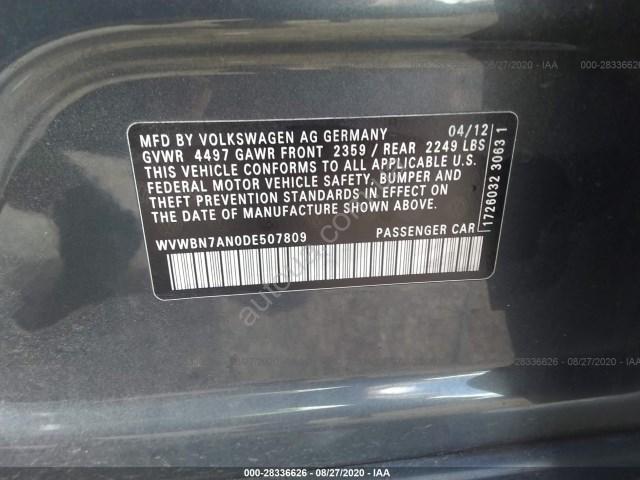 000-28336626 - 08/27/2020 - IAA
MFD BY VOLKSWAGEN AG GERMANY 04/12
GVWR 4497 GAWR FRONT 2359 / REAR 2249 LBS
THIS VEHICLE CONFORMS TO ALL APPLICABLE U.S.
FEDERAL MOTOR VEHICLE SAFETY, BUMPER AND
THEFT PREVENTION STANDARDS IN EFFECT ON
THE DATE OF MANUFACTURE SHOWN ABOVE
WVWBN7AN0DE507809 PASSENGER CAR
1726032 3063 1
000-28336626 - 08/27/2020 - IAA
000-28336626 - 08/27/2020 - IAA